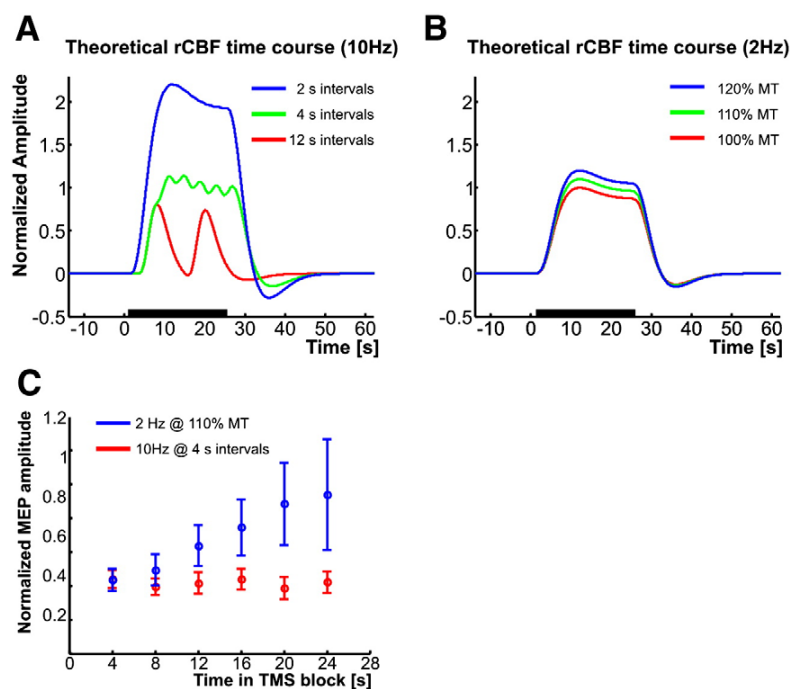 A
Theoretical rCBF time course (10Hz)
Normalized Amplitude
2
1.5
1
0.5
0
-0.5
2 s intervals
4 s intervals
12 s intervals
-10 0 10 20 30 40 50 60
Time [s]
B
Theoretical rCBF time course (2Hz)
2
1.5
1
0.5
0
-0.5
120% MT
110% MT
100% MT
-10 0 10 20 30 40 50 60
Time [s]
C
Normalized MEP amplitude
1.2
1
0.8
0.6
0.4
0.2
2 Hz @ 110% MT
10Hz @ 4 s intervals
0 4 8 12 16 20 24 28
Time in TMS block [s]